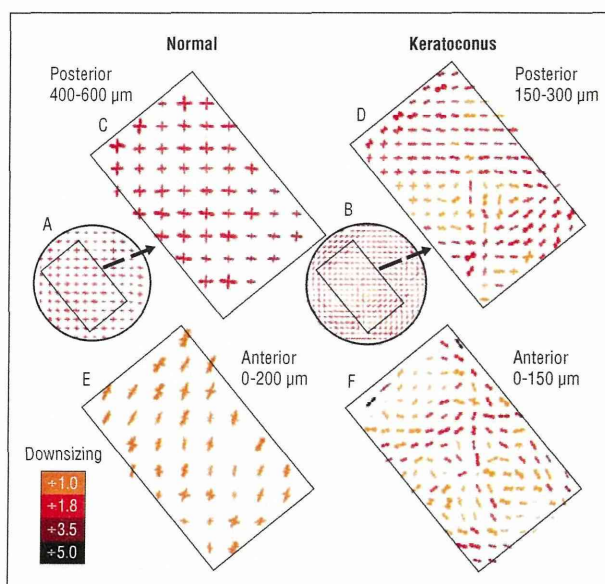 Normal
Keratoconus
Posterior
400-600 µm
C
D
Posterior
150-300 µm
A
B
E
Anterior
0-200 µm
F
Anterior
0-150 µm
Downsizing
÷1.0
÷1.8
÷3.5
÷5.0